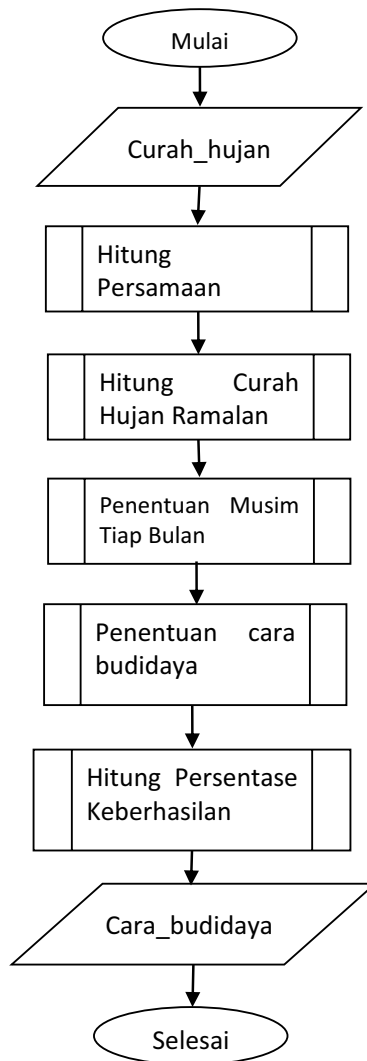 Mulai
Curah_hujan
Hitung
Persamaan
Hitung Curah
Hujan Ramalan
Penentuan Musim
Tiap Bulan
Penentuan cara
budidaya
Hitung Persentase
Keberhasilan
Cara_budidaya
Selesai